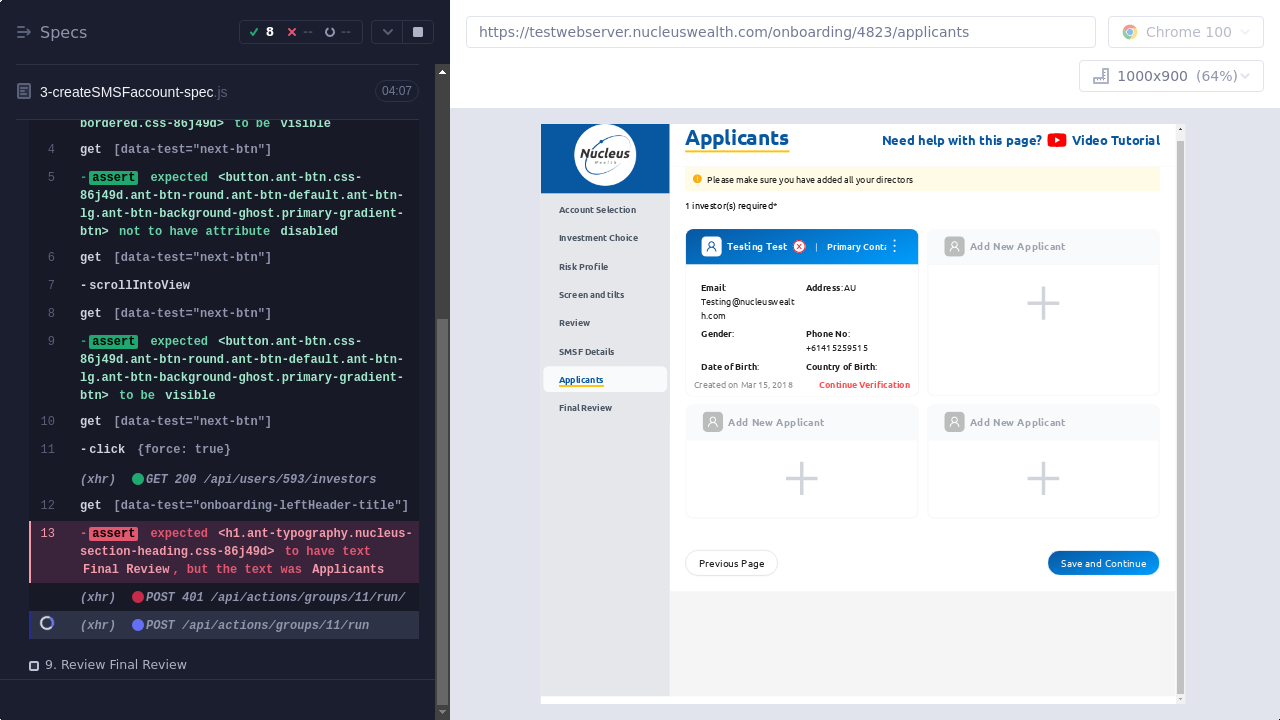 Specs
8
--
--
https://testwebserver.nucleuswealth.com/onboarding/4823/applicants
Chrome 100
1000x900 (64%)
3-createSMSFaccount-spec.js
04:07
bordered.css-86j49d> to be visible
4 get [data-test="next-btn"]
5 -assert expected <button.ant-btn.css-
86j49d.ant-btn-round.ant-btn-default.ant-btn-
lg.ant-btn-background-ghost.primary-gradient-
btn> not to have attribute disabled
6 get [data-test="next-btn"]
7 -scrollIntoView
8 get [data-test="next-btn"]
9 -assert expected <button.ant-btn.css-
86j49d.ant-btn-round.ant-btn-default.ant-btn-
lg.ant-btn-background-ghost.primary-gradient-
btn> to be visible
10 get [data-test="next-btn"]
11 -click {force: true}
(xhr) GET 200 /api/users/593/investors
12 get [data-test="onboarding-leftHeader-title"]
13 -assert expected <h1.ant-typography.nucleus-
section-heading.css-86j49d> to have text
Final Review, but the text was Applicants
(xhr) POST 401 /api/actions/groups/11/run/
(xhr) POST /api/actions/groups/11/run
9. Review Final Review
Nucleus
Wealth
Account Selection
Investment Choice
Risk Profile
Screen and tilts
Review
SMSF Details
Applicants
Final Review
Applicants
Need help with this page? Video Tutorial
Please make sure you have added all your directors
1 investor(s) required*
Testing Test | Primary Conta
Email:
Testing@nucleuswealt
h.com
Address: AU
Gender:
Phone No:
+61415259515
Date of Birth:
Country of Birth:
Created on Mar 15, 2018
Continue Verification
Add New Applicant
Add New Applicant
Add New Applicant
Previous Page
Save and Continue